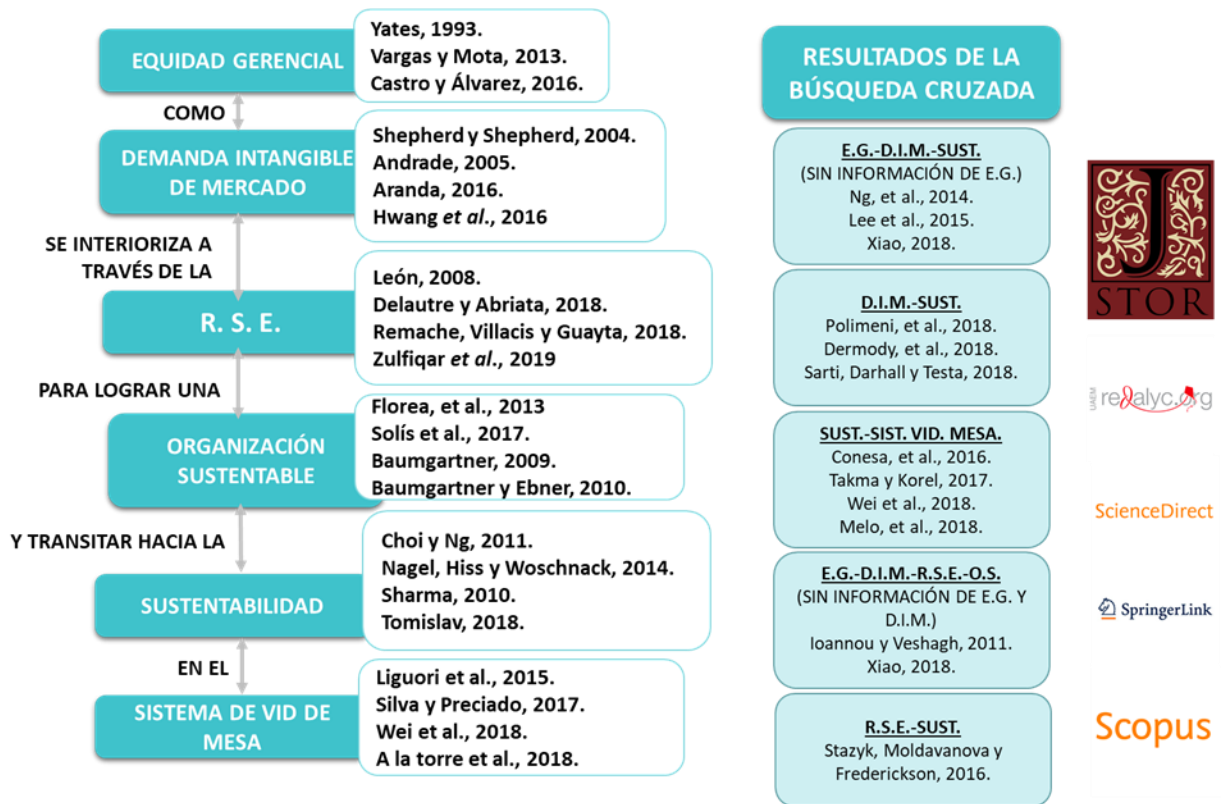 EQUIDAD GERENCIAL
Yates, 1993.
Vargas y Mota, 2013.
Castro y Álvarez, 2016.
COMO
DEMANDA INTANGIBLE
DE MERCADO
Shepherd y Shepherd, 2004.
Andrade, 2005.
Aranda, 2016.
Hwang et al., 2016
SE INTERIORIZA A
TRAVÉS DE LA
R. S. E.
León, 2008.
Delautre y Abriata, 2018.
Remache, Villacis y Guayta, 2018.
Zulfiqar et al., 2019
PARA LOGRAR UNA
ORGANIZACIÓN
SUSTENTABLE
Florea, et al., 2013
Solís et al., 2017.
Baumgartner, 2009.
Baumgartner y Ebner, 2010.
Y TRANSITAR HACIA LA
SUSTENTABILIDAD
Choi y Ng, 2011.
Nagel, Hiss y Woschnack, 2014.
Sharma, 2010.
Tomislav, 2018.
EN EL
SISTEMA DE VID DE
MESA
Liguori et al., 2015.
Silva y Preciado, 2017.
Wei et al., 2018.
A la torre et al., 2018.
RESULTADOS DE LA
BÚSQUEDA CRUZADA
E.G.-D.I.M.-SUST.
(SIN INFORMACIÓN DE E.G.)
Ng, et al., 2014.
Lee et al., 2015.
Xiao, 2018.
D.I.M.-SUST.
Polimeni, et al., 2018.
Dermody, et al., 2018.
Sarti, Darhall y Testa, 2018.
SUST.-SIST. VID. MESA.
Conesa, et al., 2016.
Takma y Korel, 2017.
Wei et al., 2018.
Melo, et al., 2018.
E.G.-D.I.M.-R.S.E.-O.S.
(SIN INFORMACIÓN DE E.G. Y
D.I.M.)
Ioannou y Veshagh, 2011.
Xiao, 2018.
R.S.E.-SUST.
Stazyk, Moldavanova y
Frederickson, 2016.
J
STOR
UAEM redalyc.org
ScienceDirect
SpringerLink
Scopus